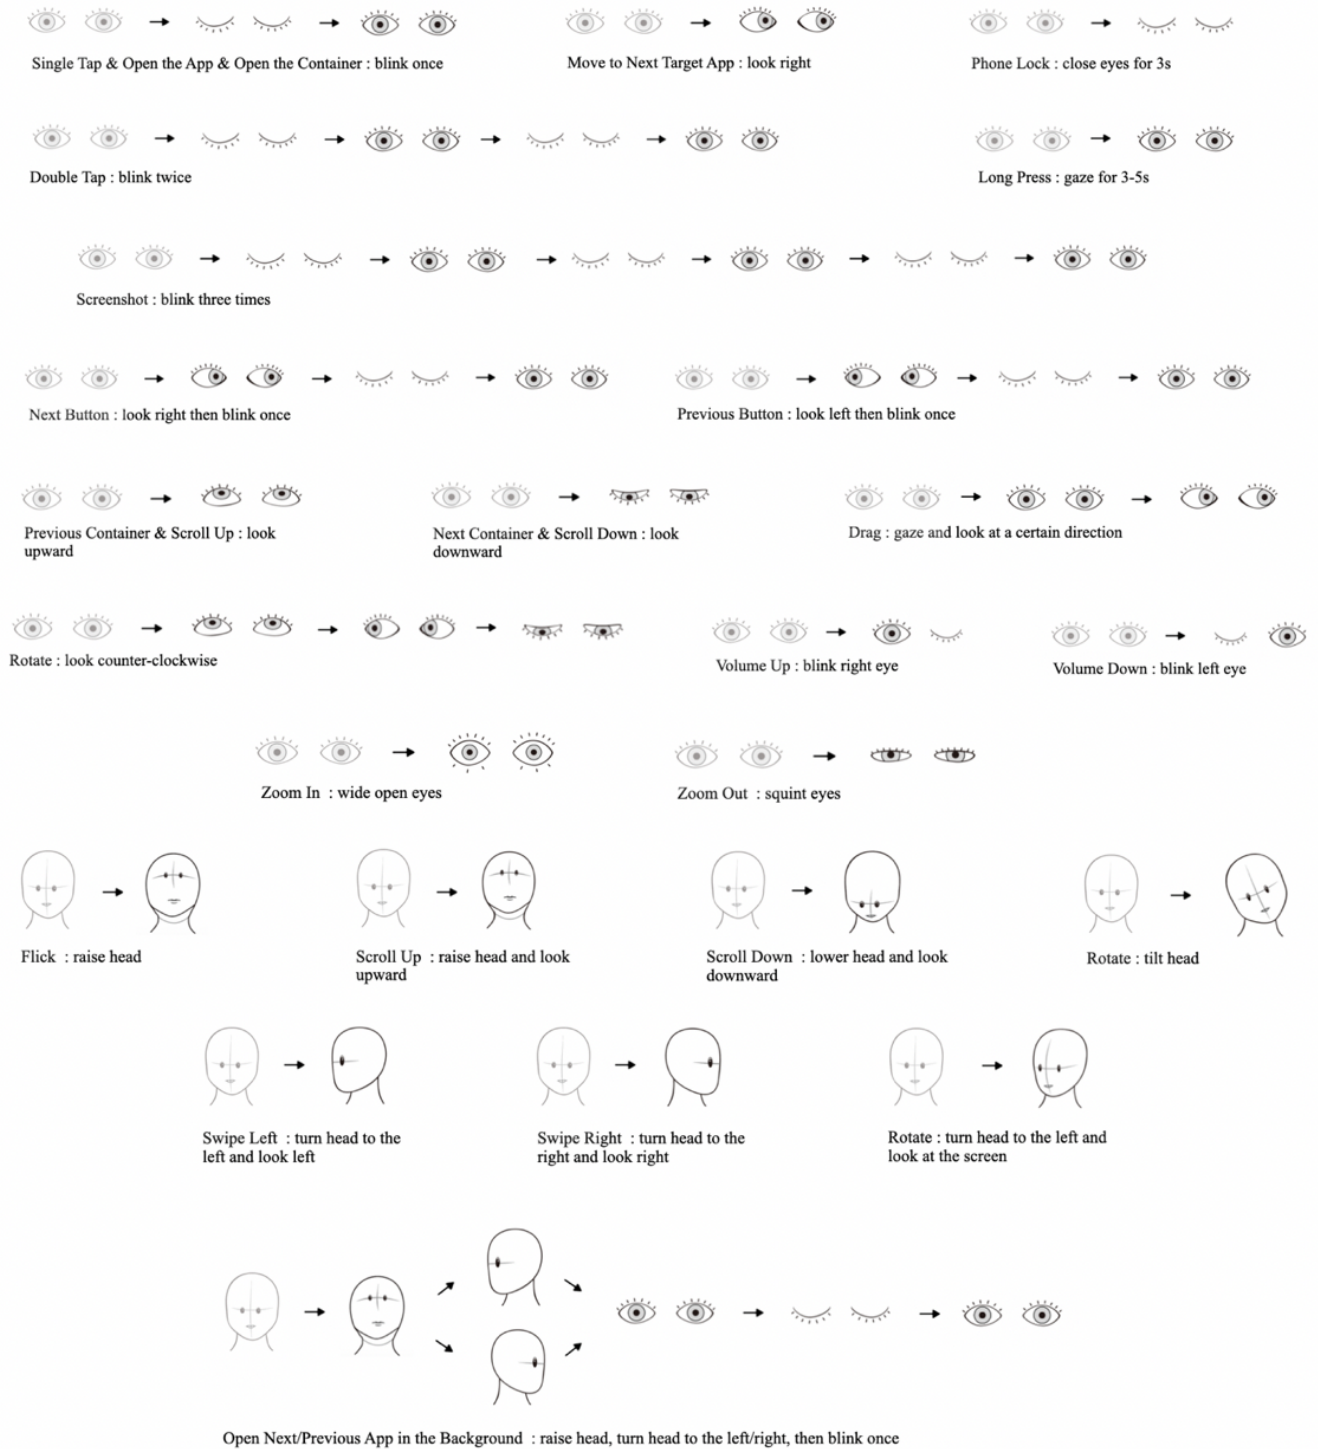 Single Tap & Open the App & Open the Container : blink once
Move to Next Target App : look right
Phone Lock : close eyes for 3s
Double Tap : blink twice
Long Press : gaze for 3-5s
Screenshot : blink three times
Next Button : look right then blink once
Previous Button : look left then blink once
Previous Container & Scroll Up : look
upward
Next Container & Scroll Down : look
downward
Drag : gaze and look at a certain direction
Rotate : look counter-clockwise
Volume Up : blink right eye
Volume Down : blink left eye
Zoom In : wide open eyes
Zoom Out : squint eyes
Flick : raise head
Scroll Up : raise head and look
upward
Scroll Down : lower head and look
downward
Rotate : tilt head
Swipe Left : turn head to the
left and look left
Swipe Right : turn head to the
right and look right
Rotate : turn head to the left and
look at the screen
Open Next/Previous App in the Background : raise head, turn head to the left/right, then blink once